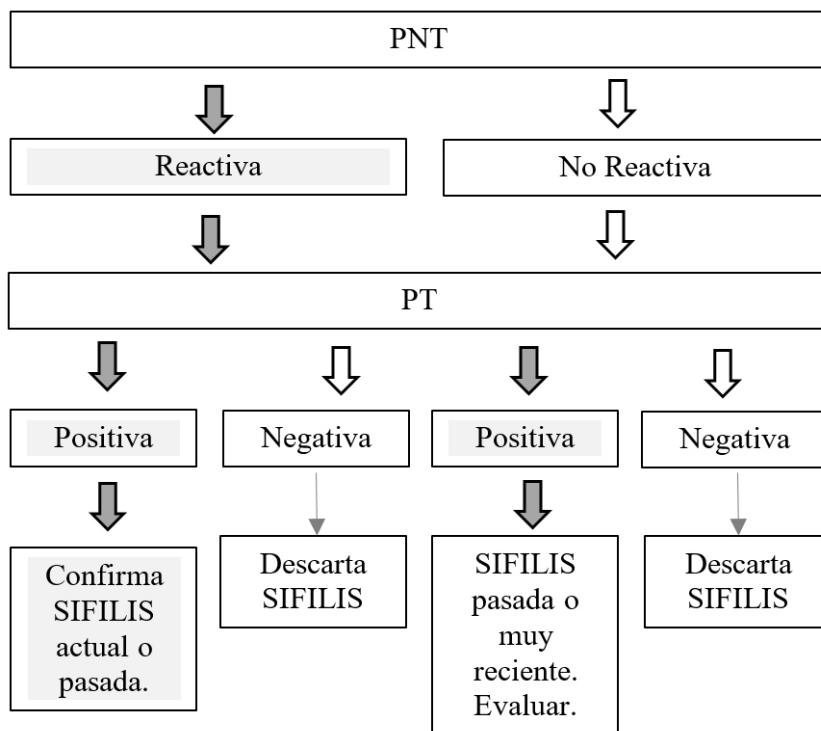 PNT
Reactiva
No Reactiva
PT
Positiva
Negativa
Positiva
Negativa
Confirma
SIFILIS
actual o
pasada.
Descarta
SIFILIS
SIFILIS
pasada o
muy
reciente.
Evaluar.
Descarta
SIFILIS